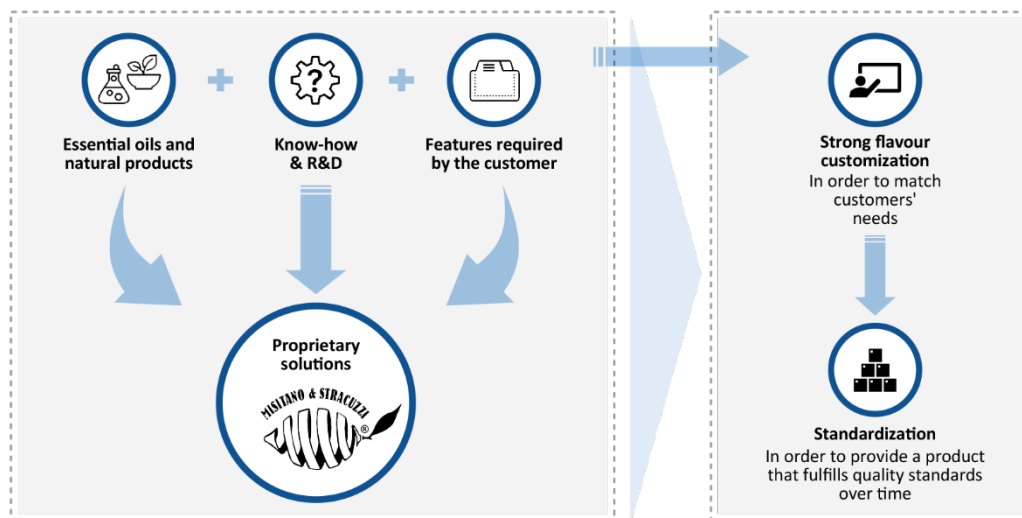 Essential oils and
natural products
Know-how
& R&D
Features required
by the customer
Proprietary
solutions
MISITANO & STRACUZZI
®
?
Strong flavour
customization
In order to match
customers'
needs
Standardization
In order to provide a product
that fulfills quality standards
over time